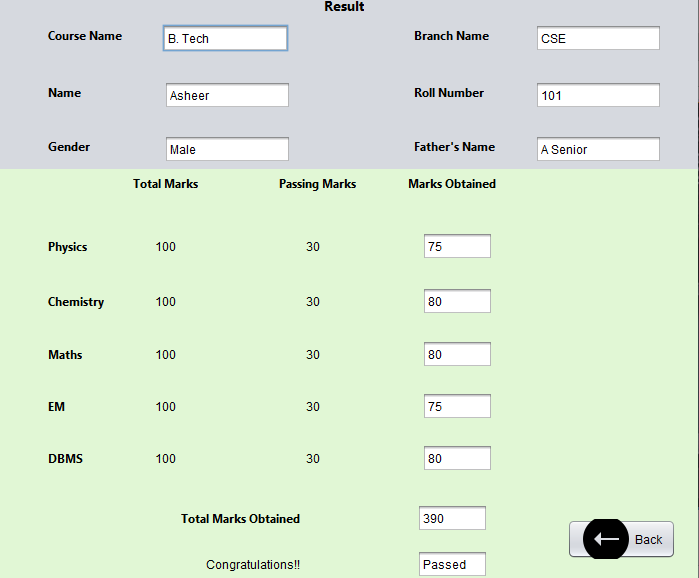 Result
Course Name B. Tech Branch Name CSE
Name Asheer Roll Number 101
Gender Male Father's Name A Senior
Total Marks Passing Marks Marks Obtained
Physics 100 30 75
Chemistry 100 30 80
Maths 100 30 80
EM 100 30 75
DBMS 100 30 80
Total Marks Obtained 390
Back
Congratulations!! Passed